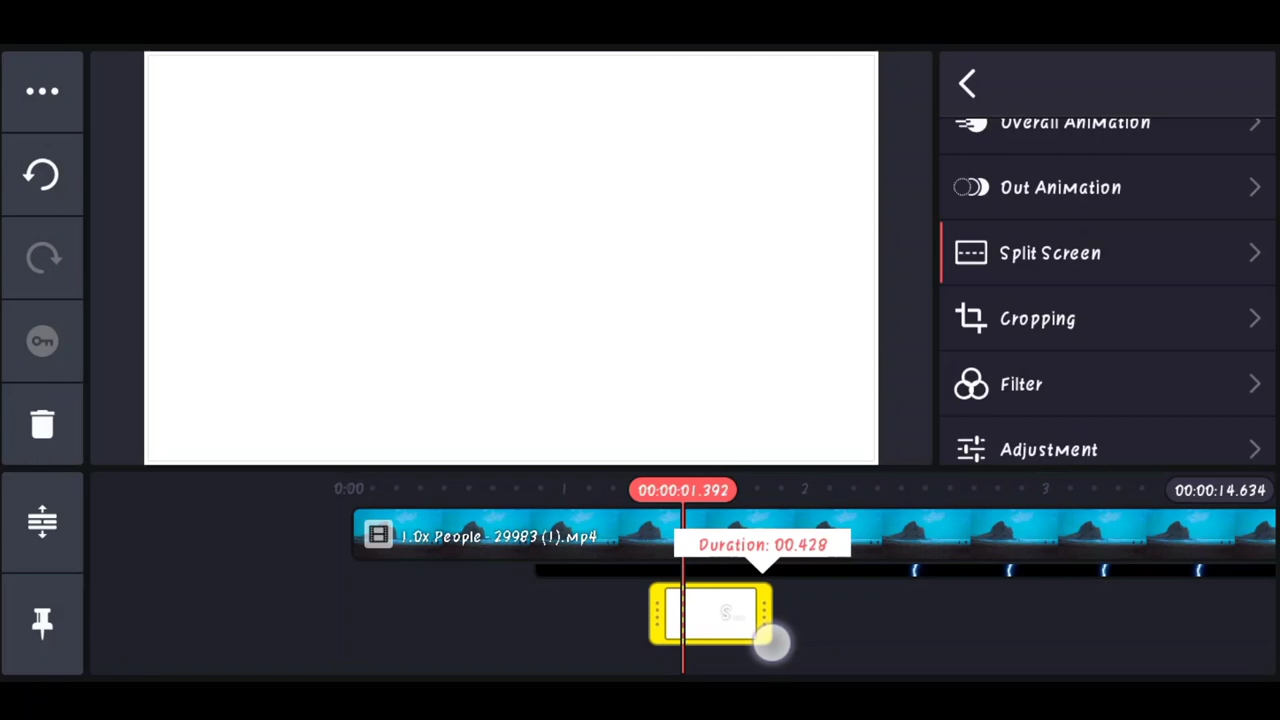 Overall Animation
Out Animation
Split Screen
Cropping
Filter
Adjustment
0:00 1 00:00:01.392 2 3 00:00:14.634
1.0x People - 29983 (1).mp4
Duration: 00.428
S...